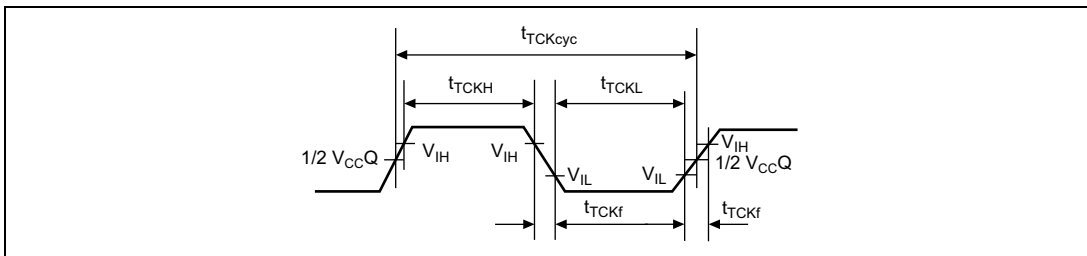 tTCKcyc
tTCKH
tTCKL
1/2 VCCQ
VIH
VIH
VIL
VIL
VIH
1/2 VCCQ
tTCKf
tTCKf